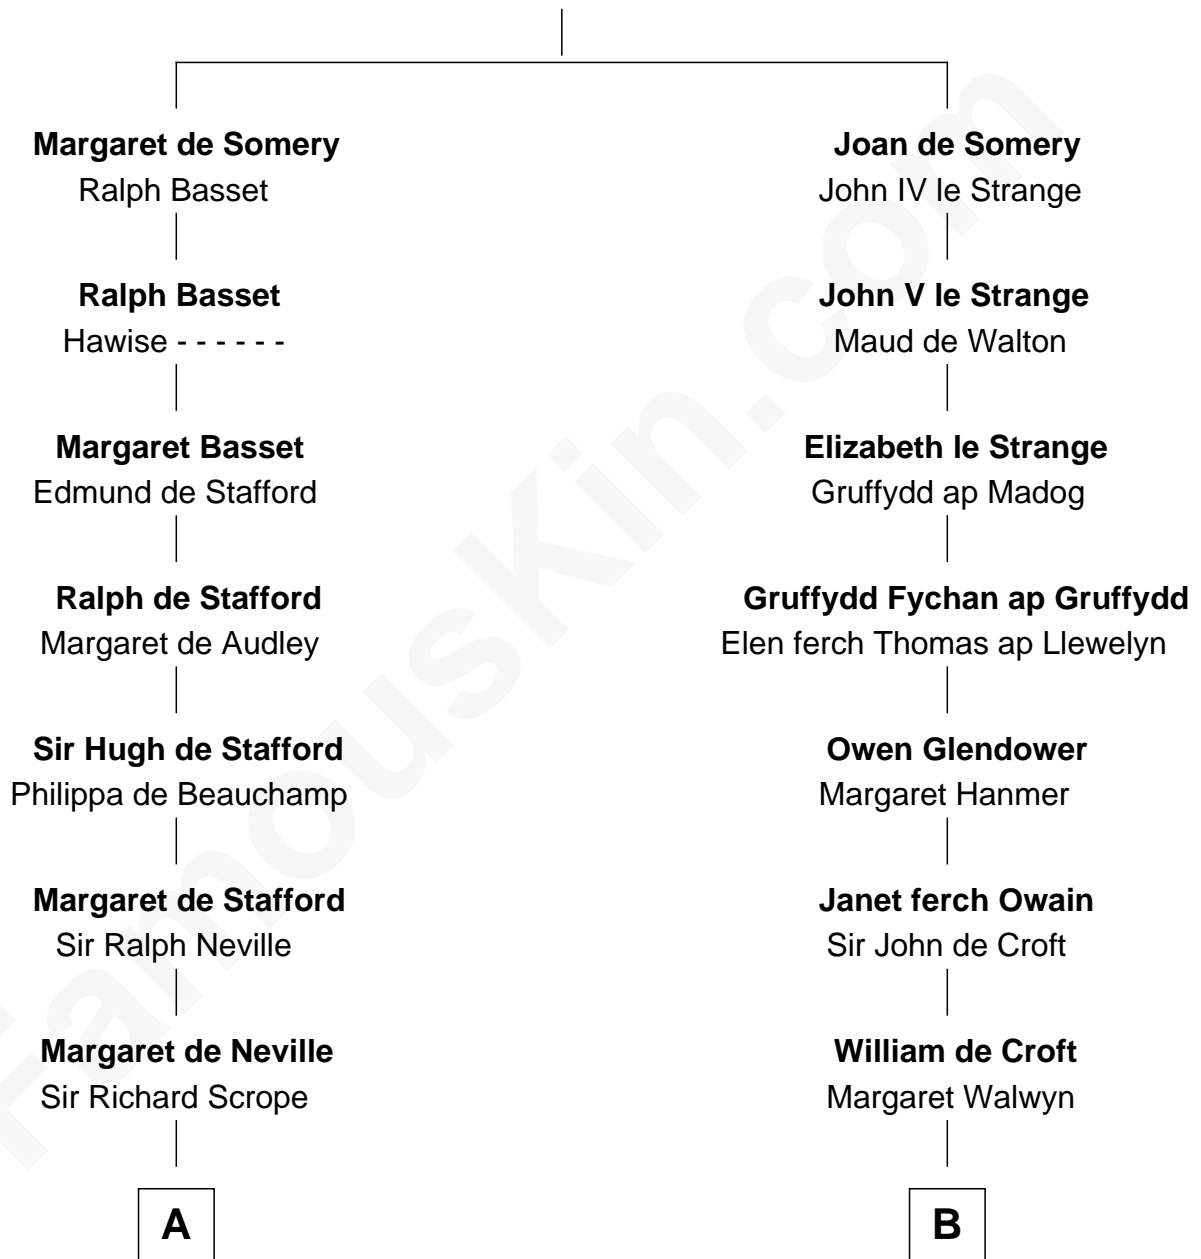 Margaret de Somery
Ralph Basset
Ralph Basset
Hawise - - - - - -
Margaret Basset
Edmund de Stafford
Ralph de Stafford
Margaret de Audley
Sir Hugh de Stafford
Philippa de Beauchamp
Margaret de Stafford
Sir Ralph Neville
Margaret de Neville
Sir Richard Scrope
A
Joan de Somery
John IV le Strange
John V le Strange
Maud de Walton
Elizabeth le Strange
Gruffydd ap Madog
Gruffydd Fychan ap Gruffydd
Elen ferch Thomas ap Llewelyn
Owen Glendower
Margaret Hanmer
Janet ferch Owain
Sir John de Croft
William de Croft
Margaret Walwyn
B
FamousKin.com